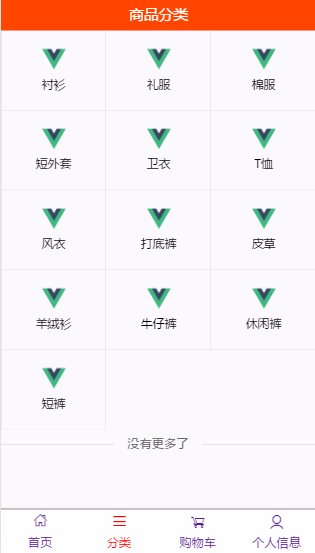 商品分类
衬衫 礼服 棉服
短外套 卫衣 T恤
风衣 打底裤 皮草
羊绒衫 牛仔裤 休闲裤
短裤
没有更多了
首页 分类 购物车 个人信息